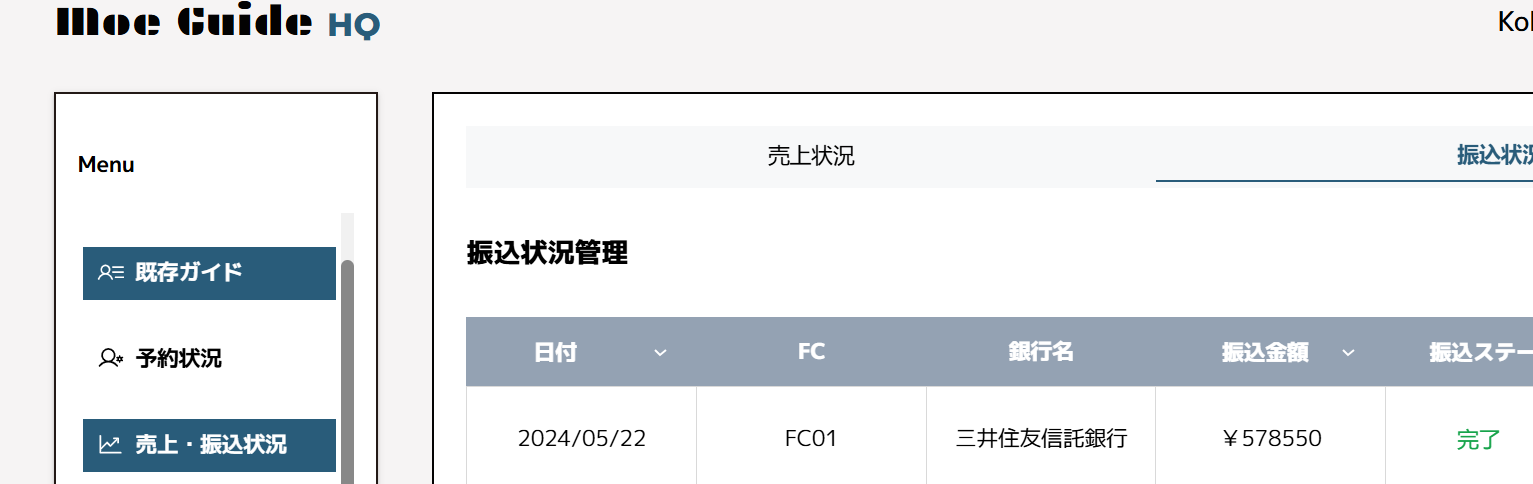 Moe Guide HQ
Kol
Menu
既存ガイド
予約状況
売上・振込状況
売上状況
振込状況
振込状況管理
日付 FC 銀行名 振込金額 振込ステー
2024/05/22 FC01 三井住友信託銀行 ￥578550 完了